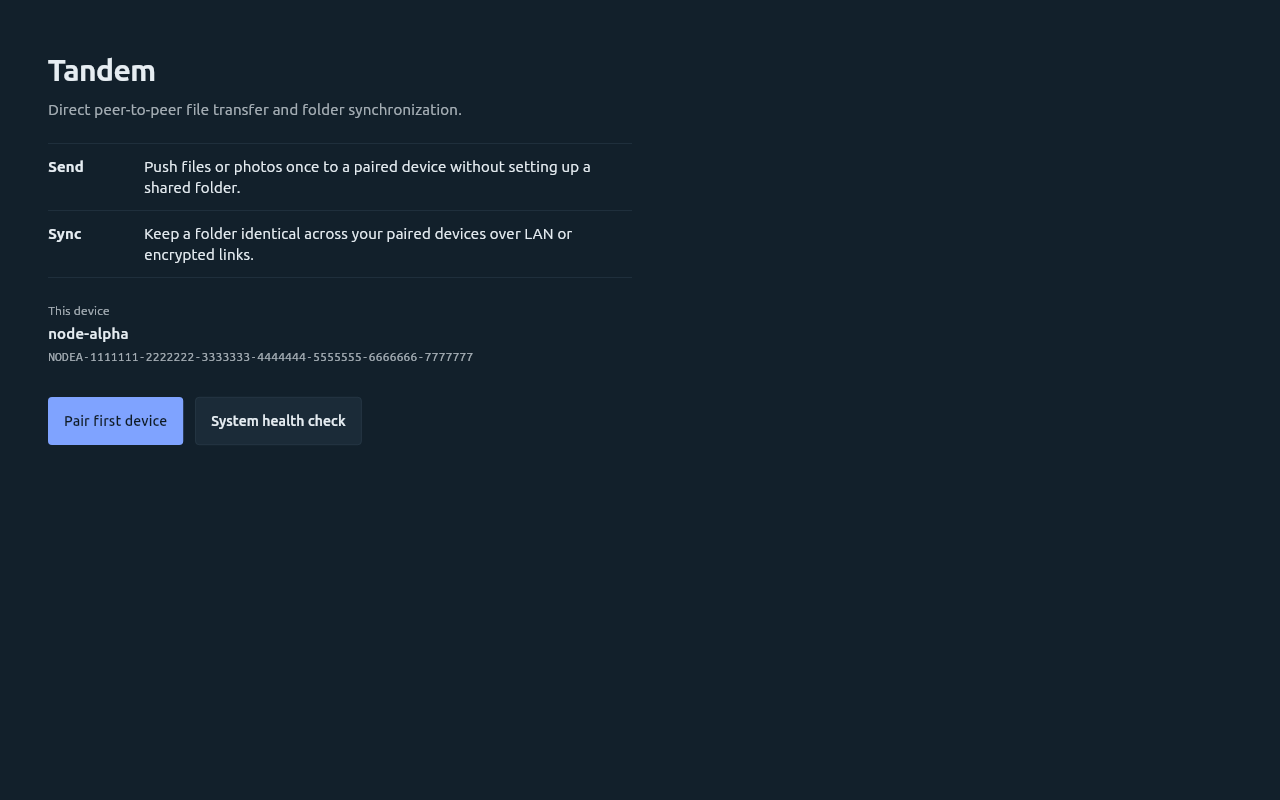 Tandem
Direct peer-to-peer file transfer and folder synchronization.
Send
Push files or photos once to a paired device without setting up a
shared folder.
Sync
Keep a folder identical across your paired devices over LAN or
encrypted links.
This device
node-alpha
NODEA-1111111-2222222-3333333-4444444-5555555-6666666-7777777
Pair first device
System health check